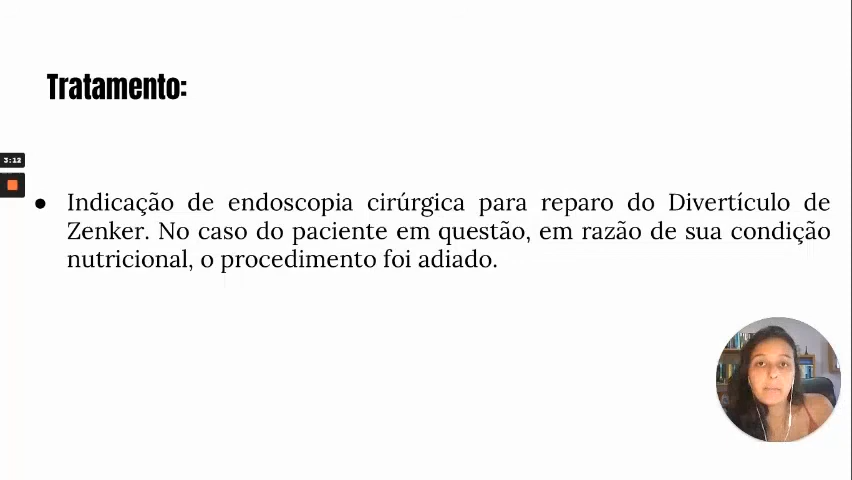 Tratamento:
3:12
● Indicação de endoscopia cirúrgica para reparo do Divertículo de
Zenker. No caso do paciente em questão, em razão de sua condição
nutricional, o procedimento foi adiado.